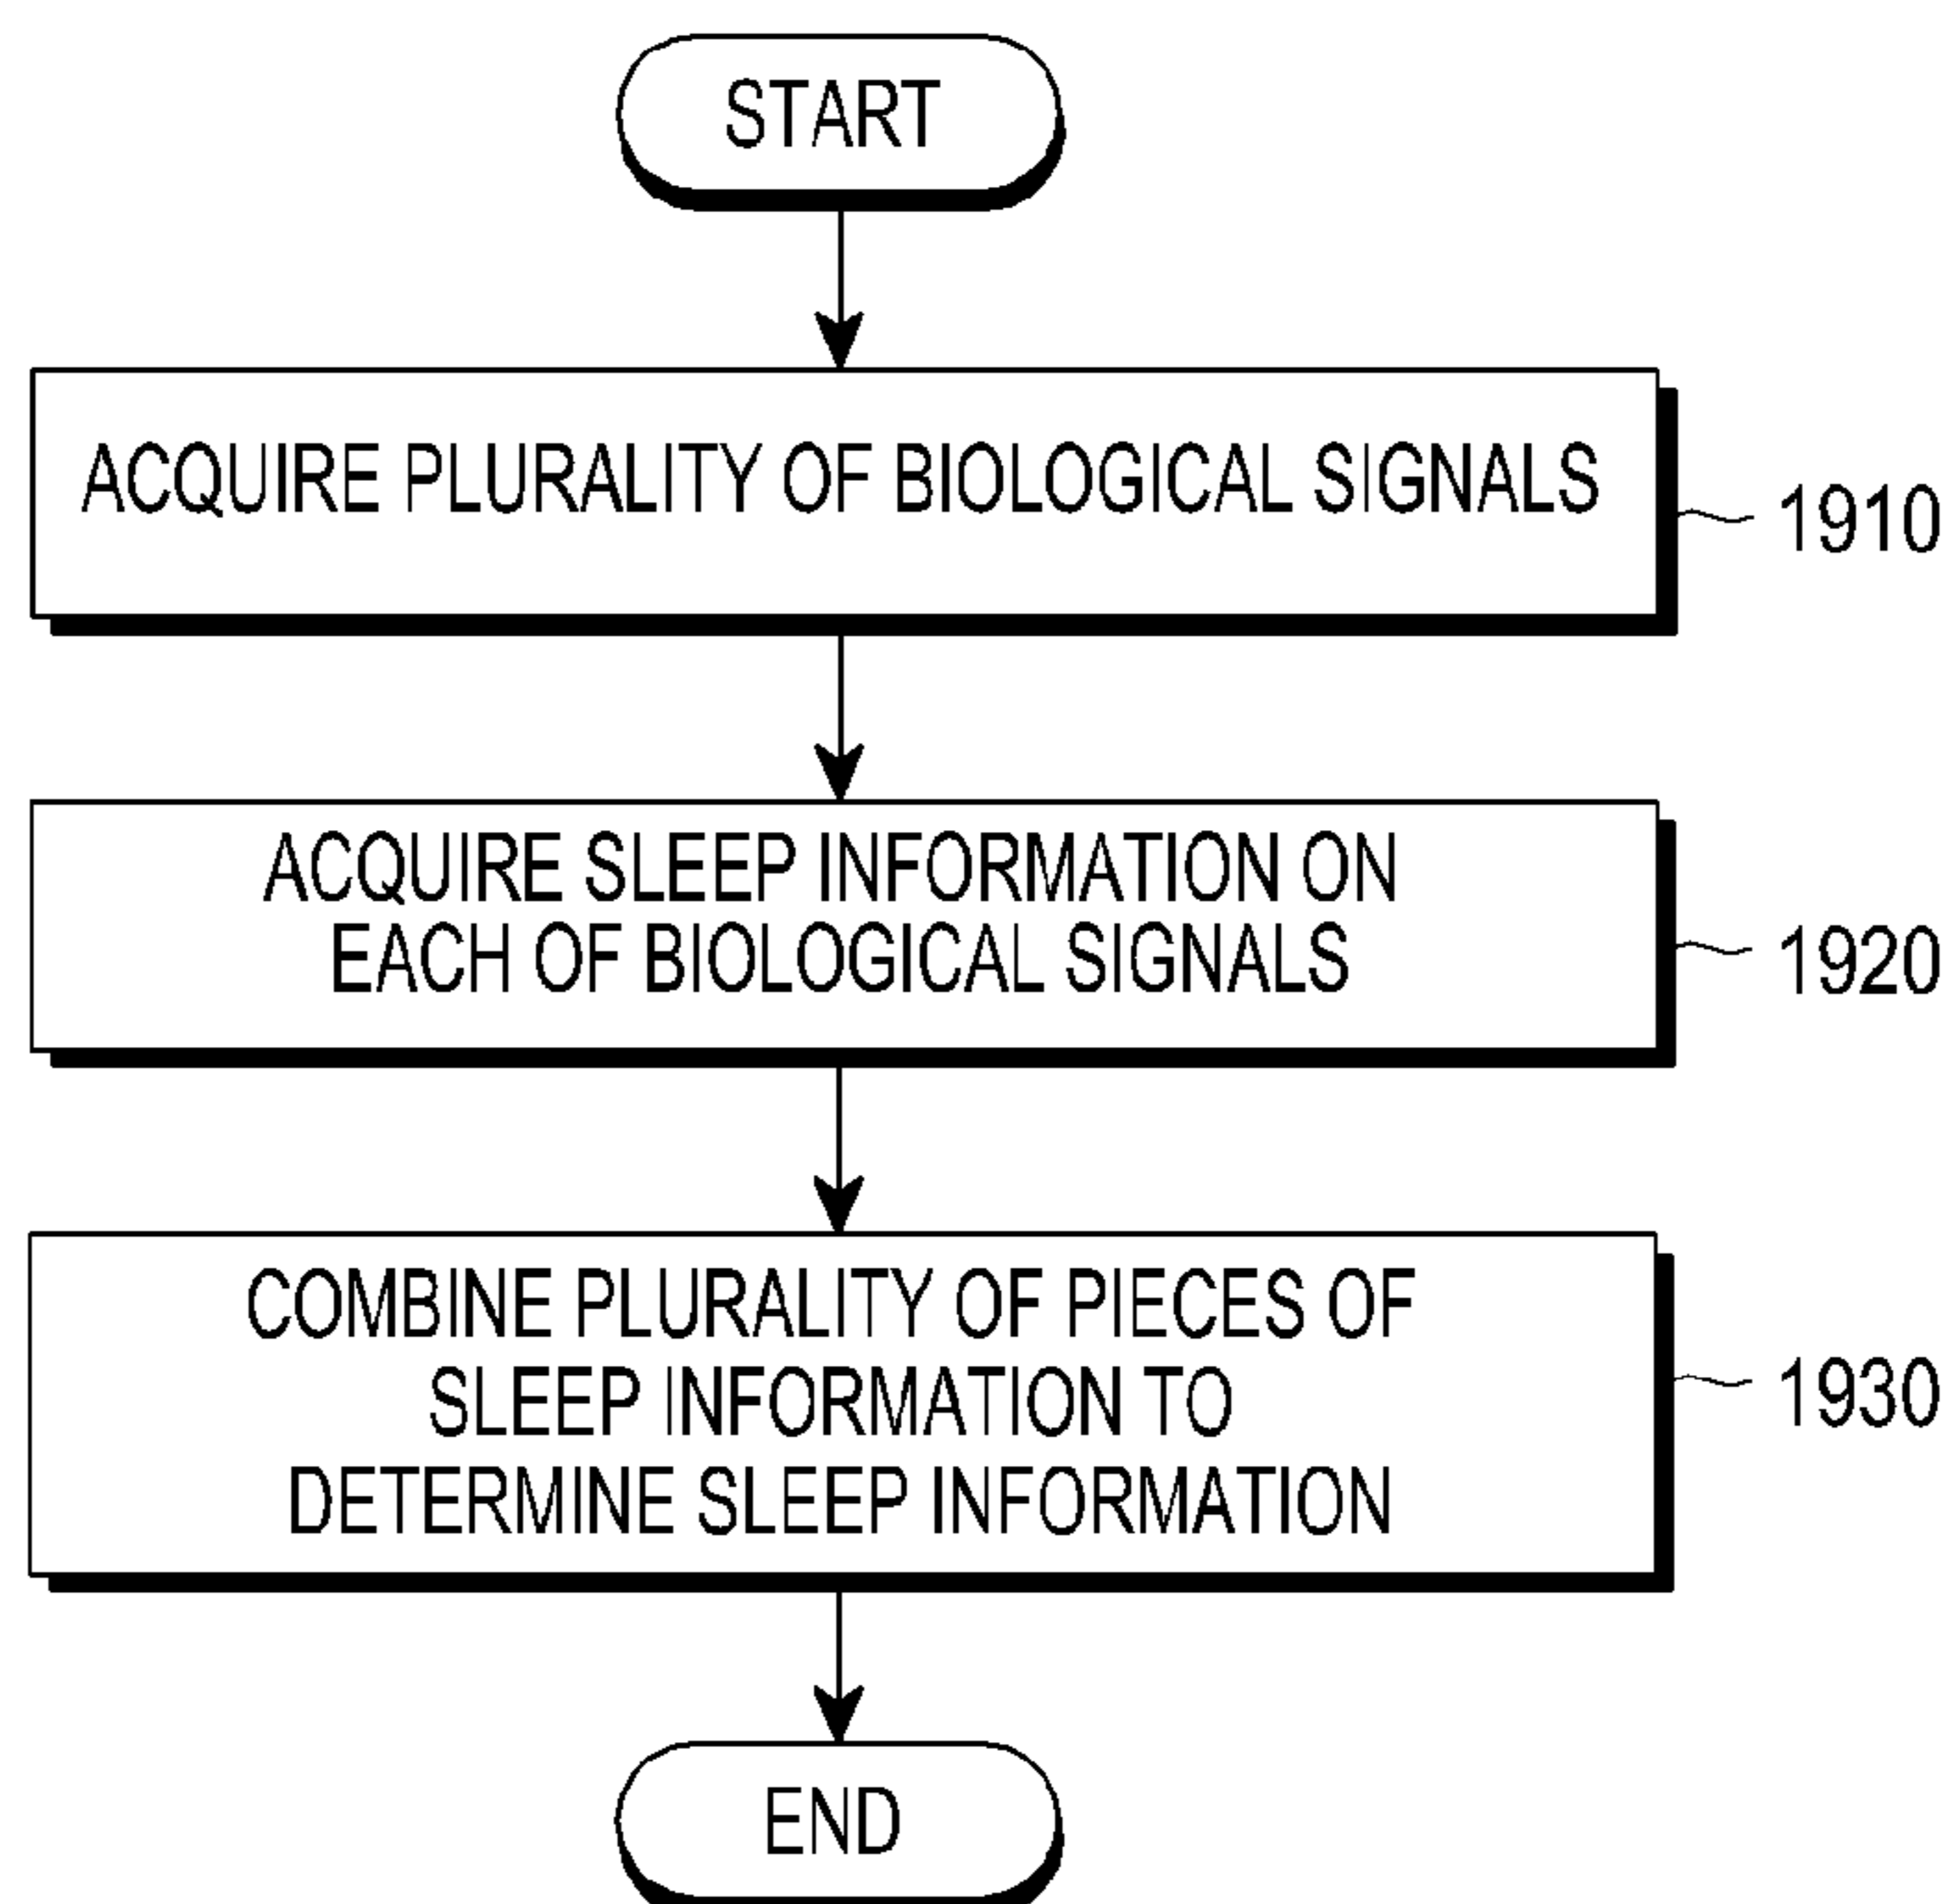 START
ACQUIRE PLURALITY OF BIOLOGICAL SIGNALS
1910
ACQUIRE SLEEP INFORMATION ON
EACH OF BIOLOGICAL SIGNALS
1920
COMBINE PLURALITY OF PIECES OF
SLEEP INFORMATION TO
DETERMINE SLEEP INFORMATION
1930
END